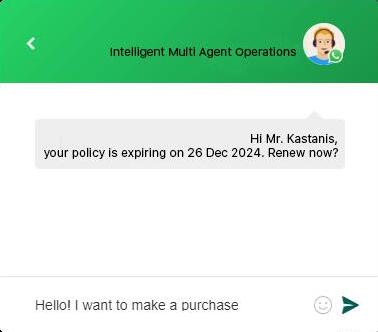 Intelligent Multi Agent Operations
Hi Mr. Kastanis,
your policy is expiring on 26 Dec 2024. Renew now?
Hello! I want to make a purchase